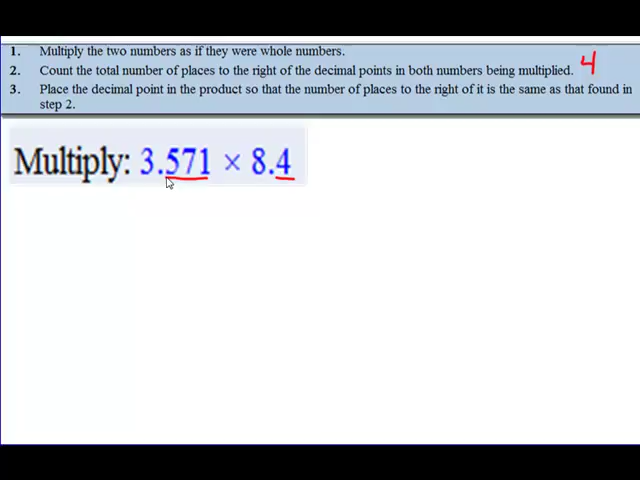 1. Multiply the two numbers as if they were whole numbers.
2. Count the total number of places to the right of the decimal points in both numbers being multiplied. 4
3. Place the decimal point in the product so that the number of places to the right of it is the same as that found in
step 2.
Multiply: 3.571 × 8.4